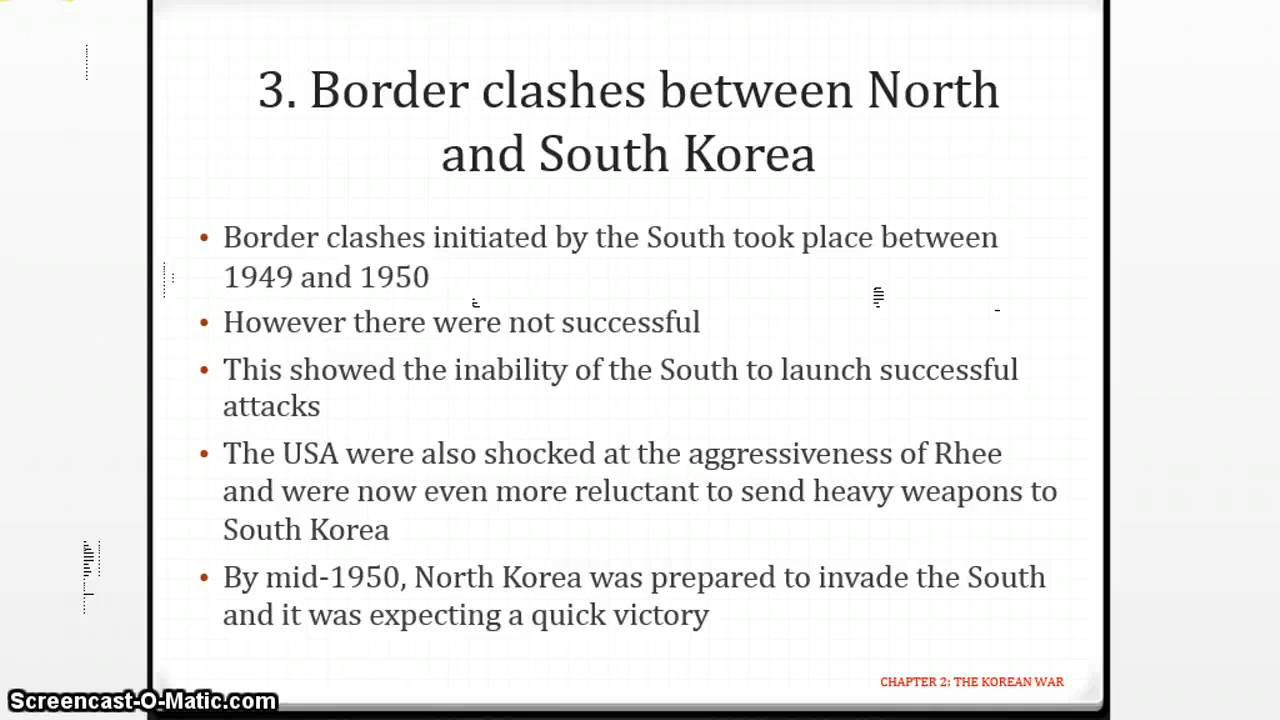 3. Border clashes between North
and South Korea
• Border clashes initiated by the South took place between
1949 and 1950
• However there were not successful
• This showed the inability of the South to launch successful
attacks
• The USA were also shocked at the aggressiveness of Rhee
and were now even more reluctant to send heavy weapons to
South Korea
• By mid-1950, North Korea was prepared to invade the South
and it was expecting a quick victory
CHAPTER 2: THE KOREAN WAR
Screencast-O-Matic.com